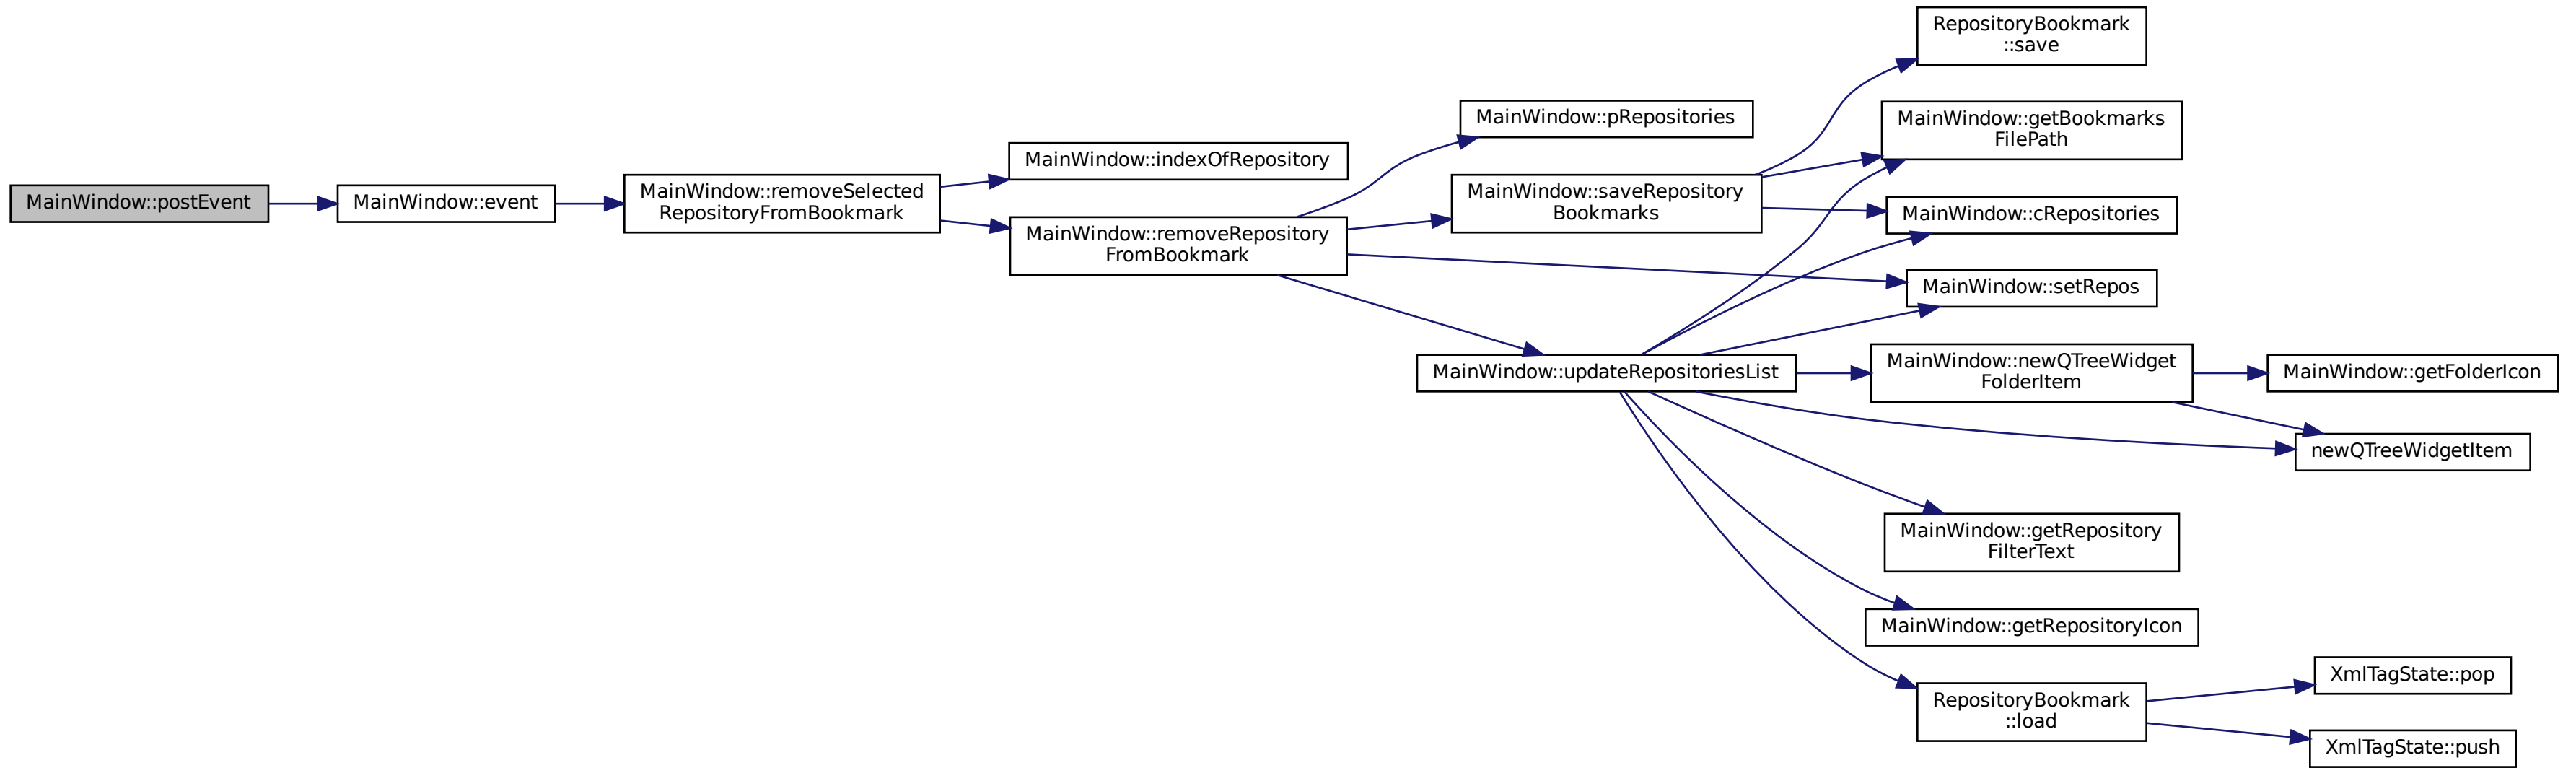 MainWindow::postEvent
MainWindow::event
MainWindow::removeSelected
RepositoryFromBookmark
MainWindow::indexOfRepository
MainWindow::removeRepository
FromBookmark
MainWindow::pRepositories
MainWindow::saveRepository
Bookmarks
MainWindow::updateRepositoriesList
RepositoryBookmark
::save
MainWindow::getBookmarks
FilePath
MainWindow::cRepositories
MainWindow::setRepos
MainWindow::newQTreeWidget
FolderItem
MainWindow::getFolderIcon
newQTreeWidgetItem
MainWindow::getRepository
FilterText
MainWindow::getRepositoryIcon
RepositoryBookmark
::load
XmlTagState::pop
XmlTagState::push